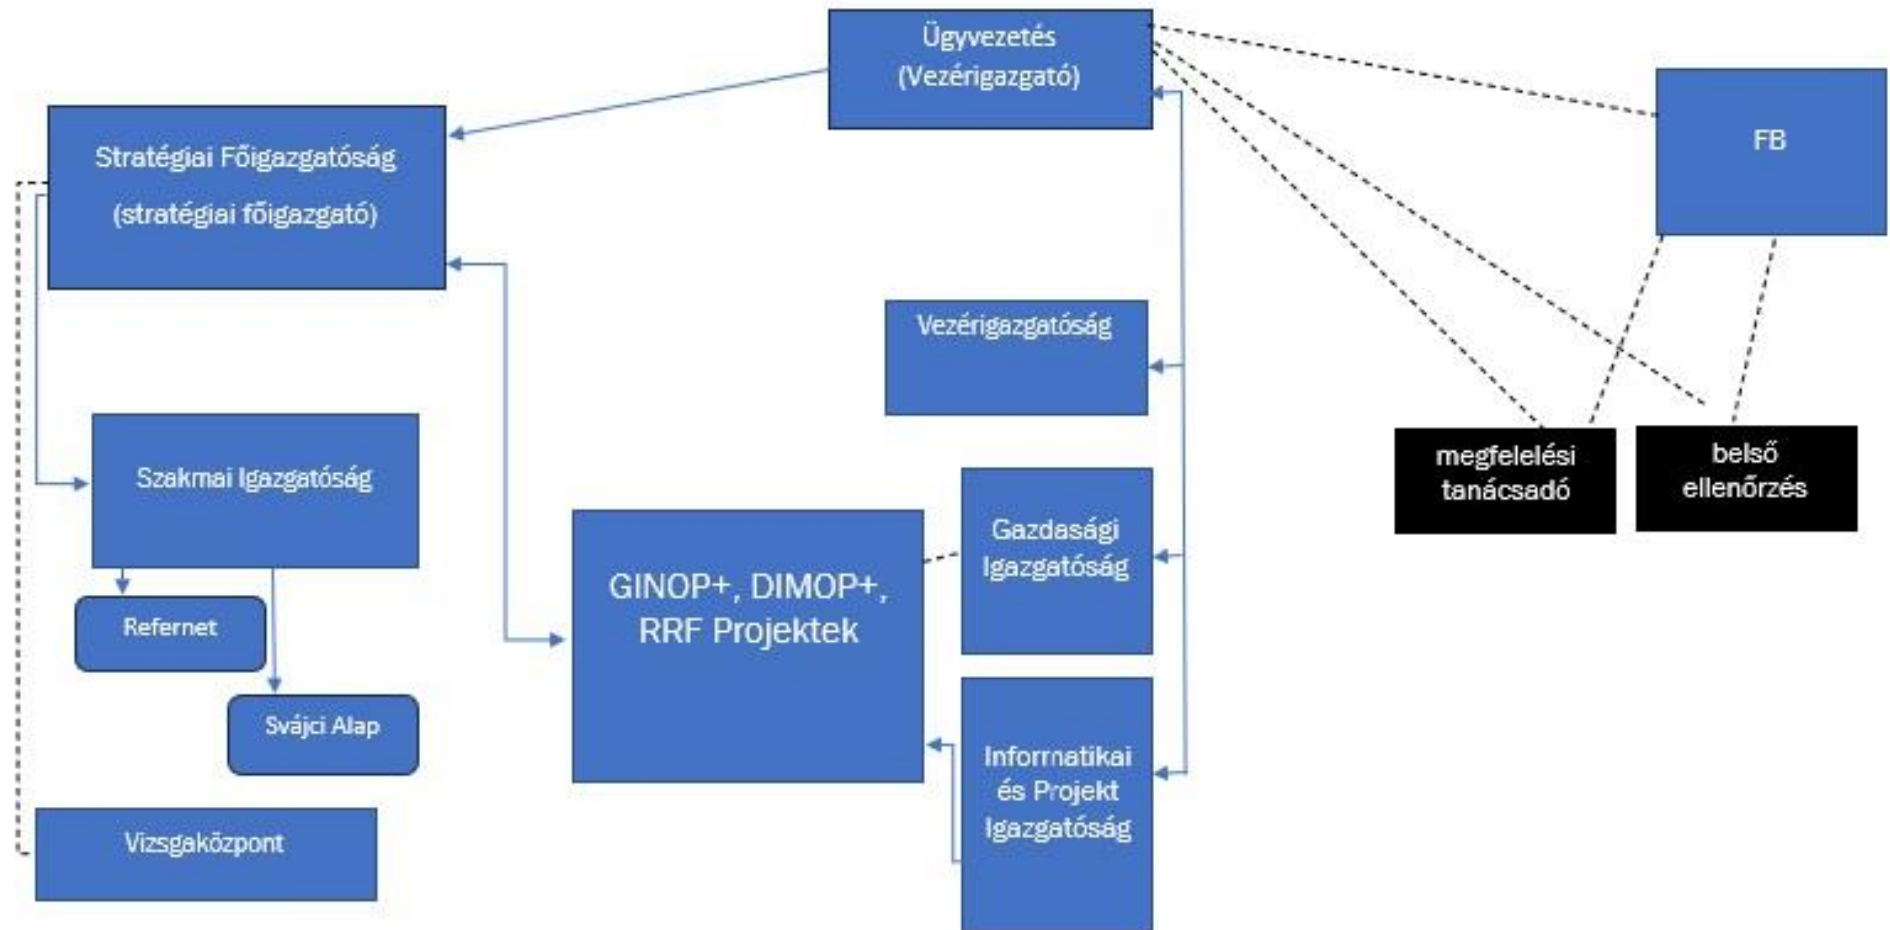 Ügyvezetés
(Vezérigazgató)
Stratégiai Főigazgatóság
(stratégiai főigazgató)
FB
Vezérigazgatóság
Szakmai Igazgatóság
megfelelési
tanácsadó
belső
ellenőrzés
Gazdasági
Igazgatóság
GINOP+, DIMOP+,
RRF Projektek
Refernet
Svájci Alap
Informatikai
és Projekt
Igazgatóság
Vizsgaközpont